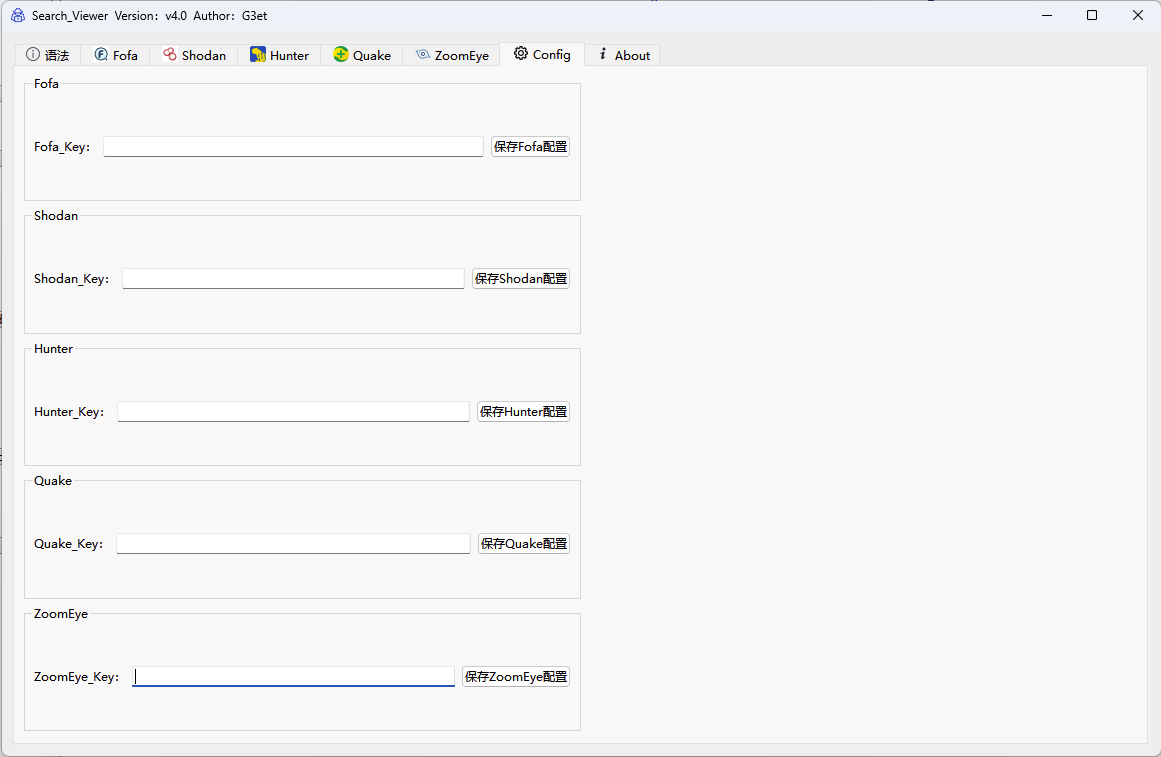 Search_Viewer Version: v4.0 Author: G3et
语法 Fofa Shodan Hunter Quake ZoomEye Config About
Fofa
Fofa_Key: 保存Fofa配置
Shodan
Shodan_Key: 保存Shodan配置
Hunter
Hunter_Key: 保存Hunter配置
Quake
Quake_Key: 保存Quake配置
ZoomEye
ZoomEye_Key: 保存ZoomEye配置